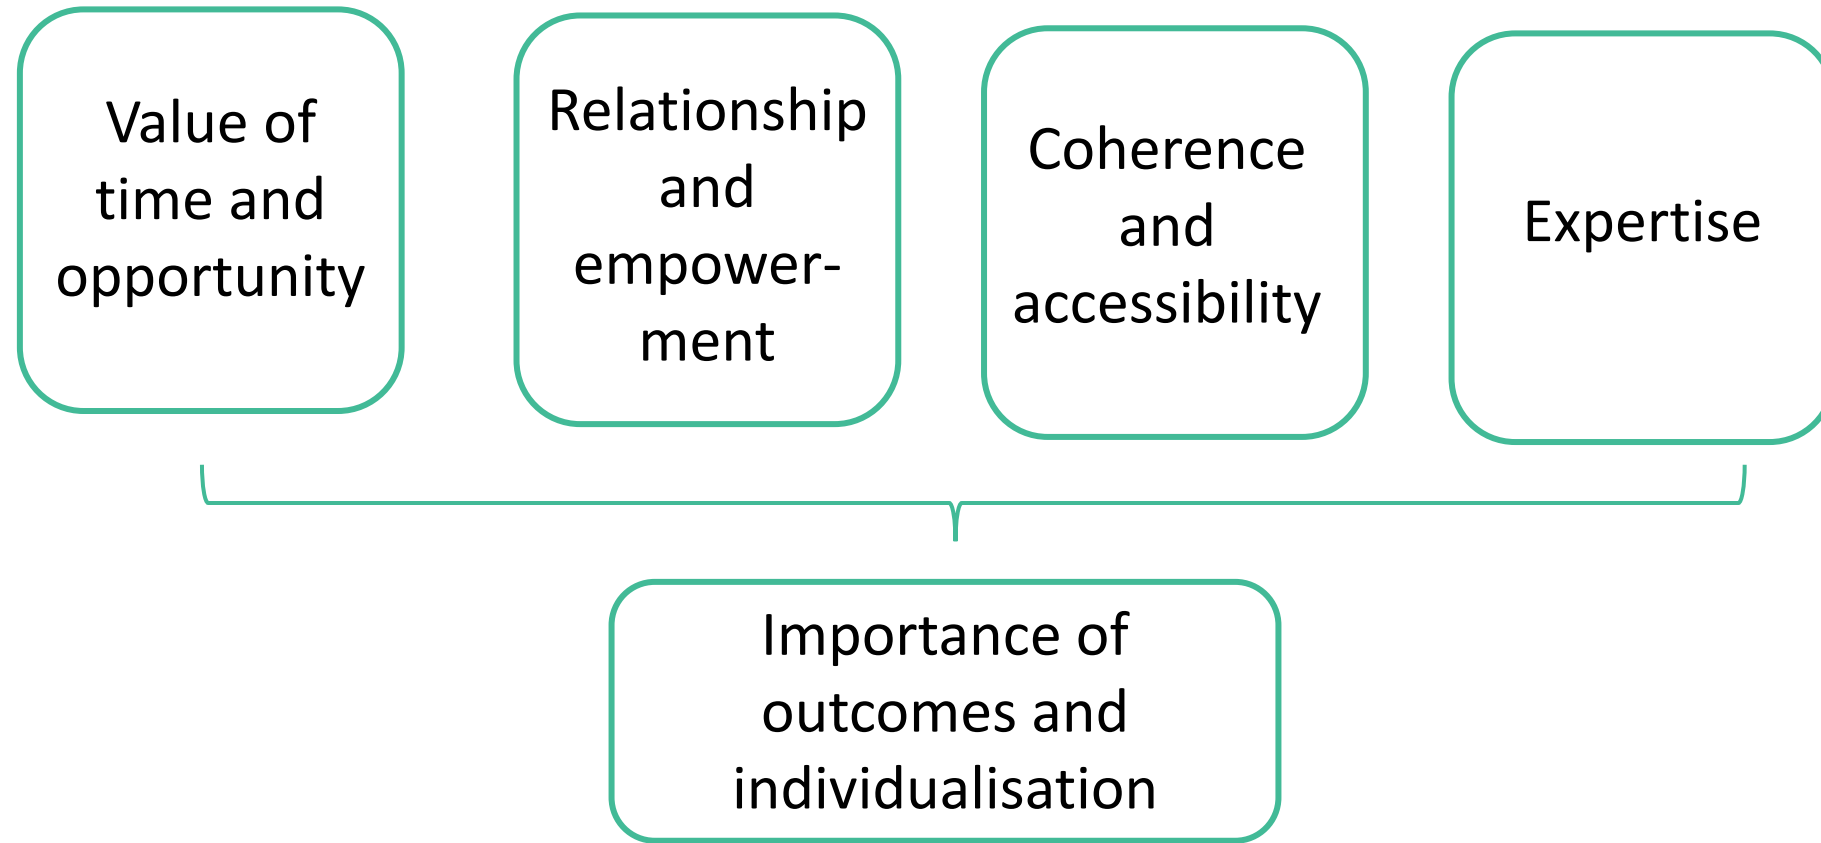 Value of
time and
opportunity
Relationship
and
empower-
ment
Coherence
and
accessibility
Expertise
Importance of
outcomes and
individualisation